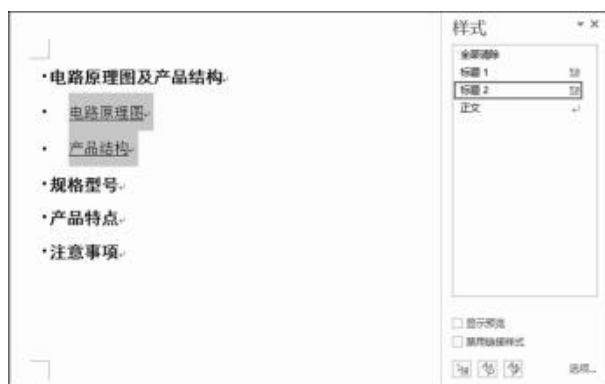 样式
全部清除
标题 1
标题 2
正文
电路原理图及产品结构
电路原理图
产品结构
规格型号
产品特点
注意事项
显示预览
禁用链接样式
选项...